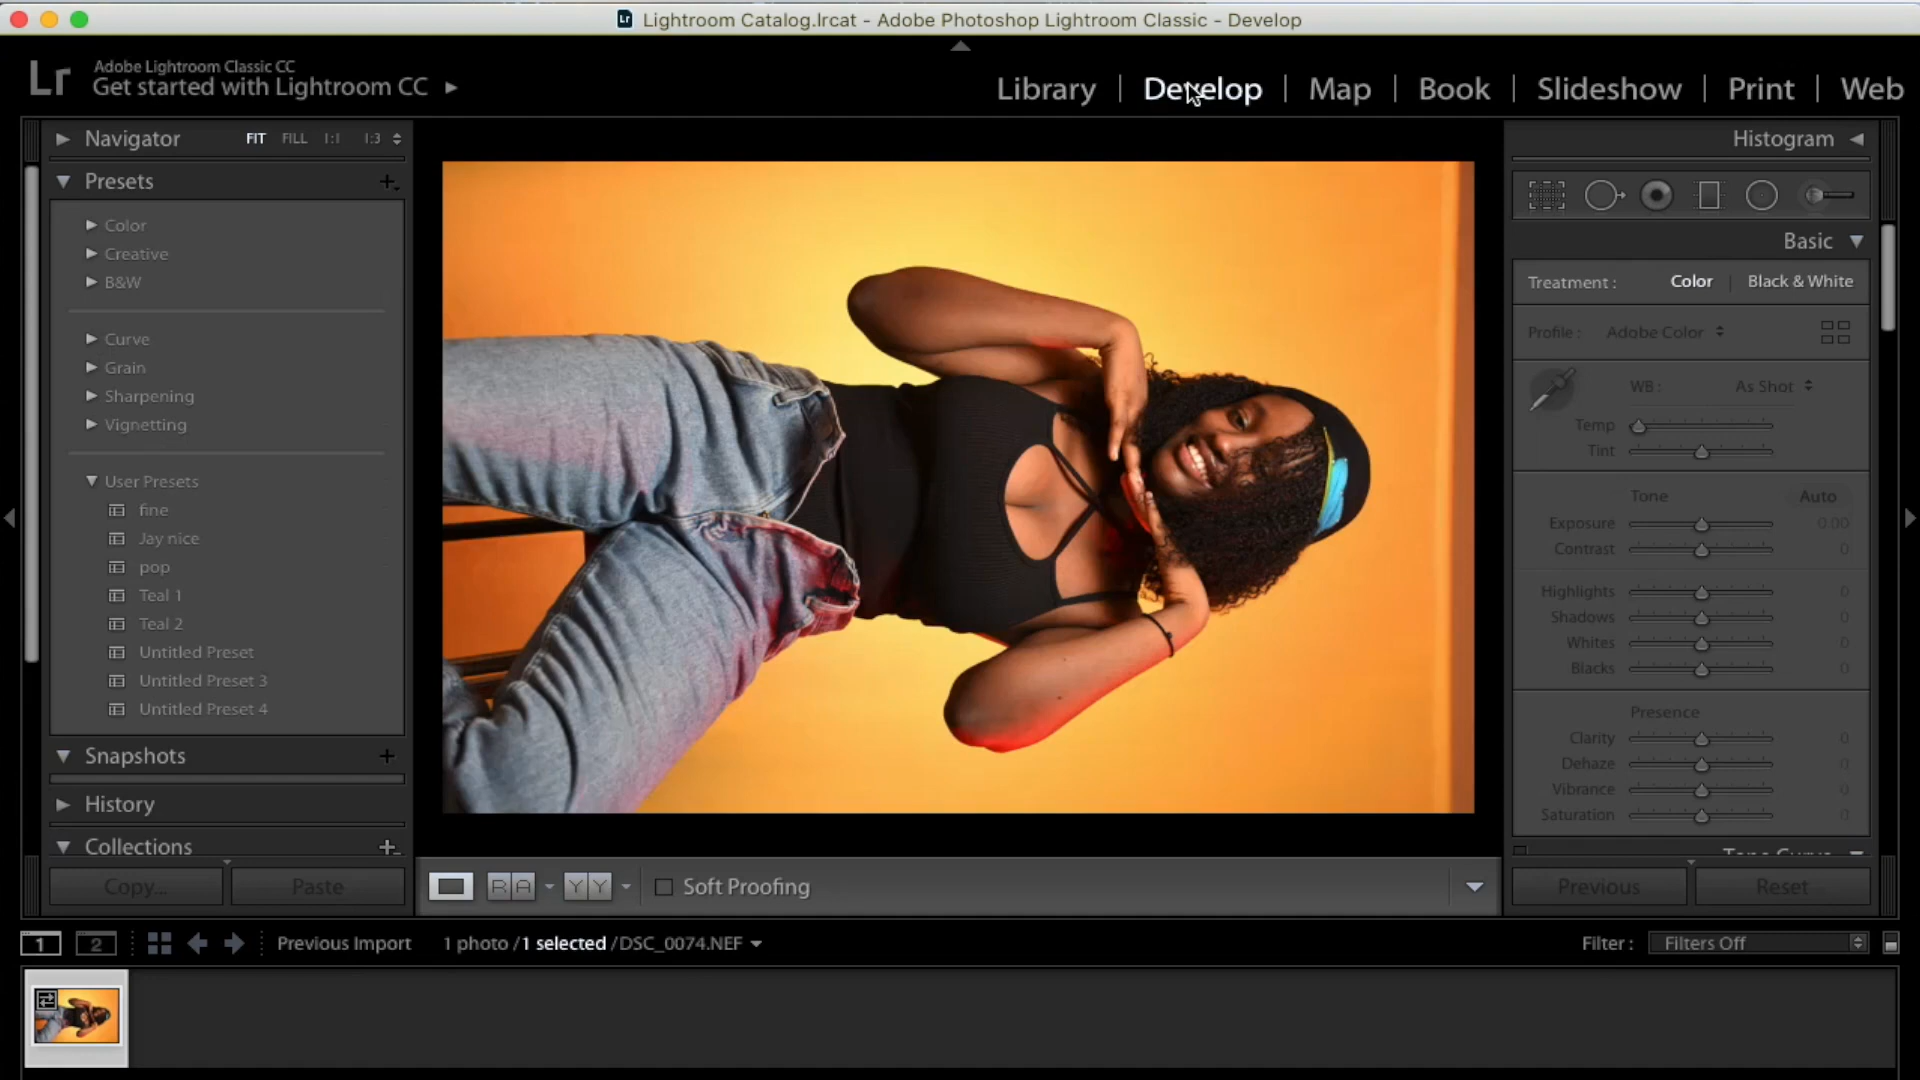 Lightroom Catalog.lrcat - Adobe Photoshop Lightroom Classic - Develop
Lr
Adobe Lightroom Classic CC
Get started with Lightroom CC
Library | Develop | Map | Book | Slideshow | Print | Web
Navigator FIT FILL 1:1 1:3
Presets
Color
Creative
B&W
Curve
Grain
Sharpening
Vignetting
User Presets
fine
Jay nice
pop
Teal 1
Teal 2
Untitled Preset
Untitled Preset 3
Untitled Preset 4
Snapshots
History
Collections
Copy... Paste
R A Y Y Soft Proofing
Histogram
Basic
Treatment : Color | Black & White
Profile : Adobe Color
WB : As Shot
Temp
Tint
Tone Auto
Exposure 0.00
Contrast 0
Highlights 0
Shadows 0
Whites 0
Blacks 0
Presence
Clarity 0
Dehaze 0
Vibrance 0
Saturation 0
Tone Curve
Previous Reset
1 2 Previous Import 1 photo / 1 selected / DSC_0074.NEF
Filter : Filters Off